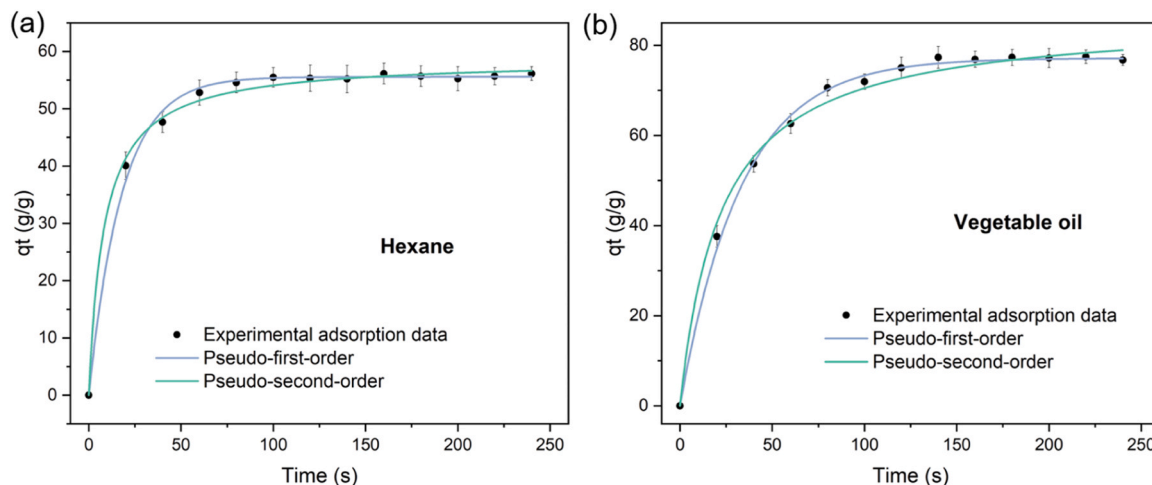 (a)
60
50
40
30
20
10
0
qt (g/g)
Hexane
Experimental adsorption data
Pseudo-first-order
Pseudo-second-order
0 50 100 150 200 250
Time (s)
(b)
80
60
40
20
0
qt (g/g)
Vegetable oil
Experimental adsorption data
Pseudo-first-order
Pseudo-second-order
0 50 100 150 200 250
Time (s)